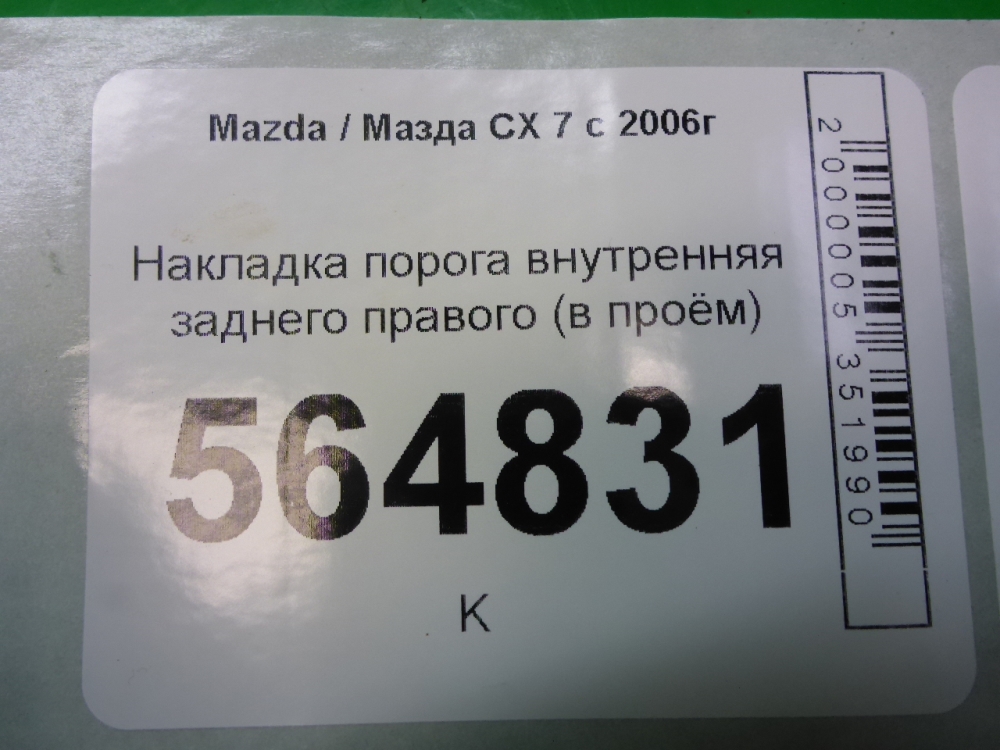 Mazda / Мазда CX 7 с 2006г
Накладка порога внутренняя
заднего правого (в проём)
564831
К
2000005351990